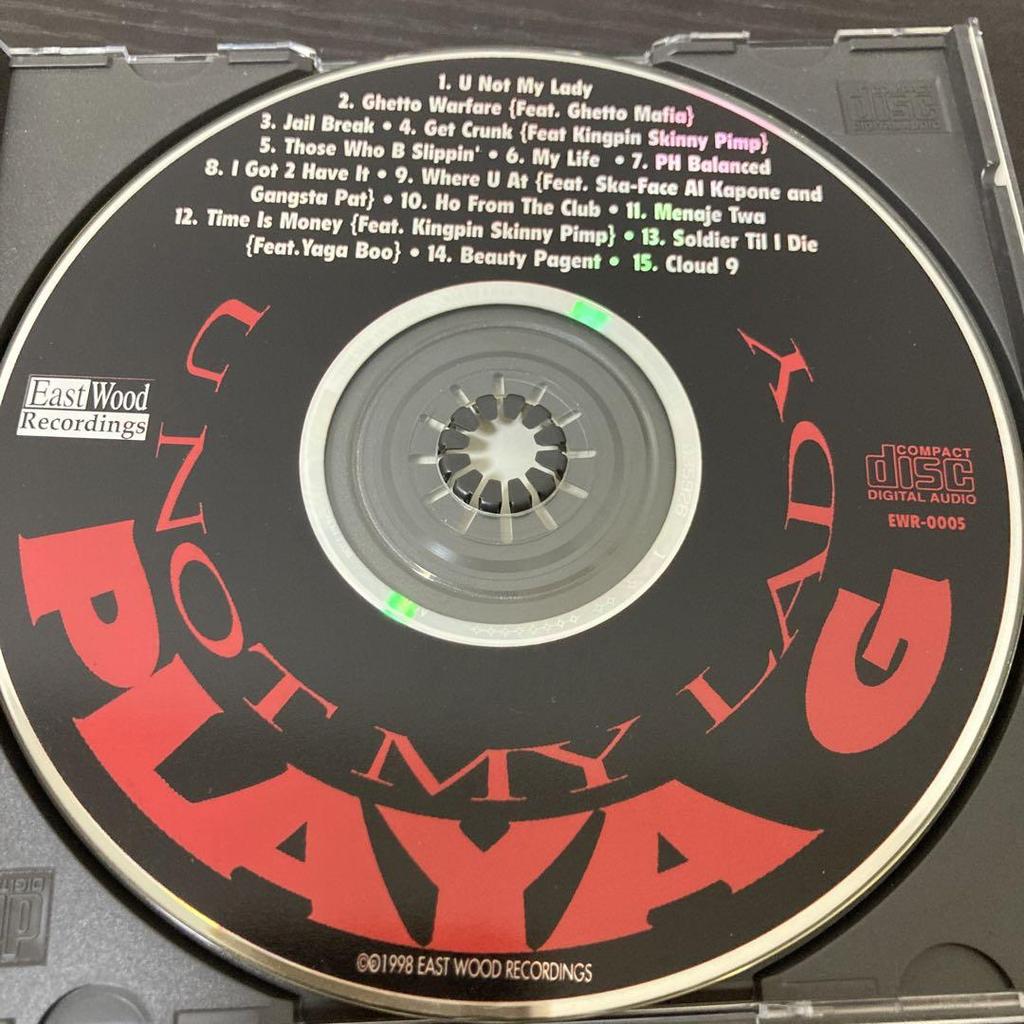 1. U Not My Lady
2. Ghetto Warfare {Feat. Ghetto Mafia}
3. Jail Break • 4. Get Crunk {Feat Kingpin Skinny Pimp}
5. Those Who B Slippin' • 6. My Life • 7. PH Balanced
8. I Got 2 Have It • 9. Where U At {Feat. Ska-Face Al Kapone and
Gangsta Pat} • 10. Ho From The Club • 11. Menaje Twa
12. Time Is Money {Feat. Kingpin Skinny Pimp} • 13. Soldier Til I Die
{Feat.Yaga Boo} • 14. Beauty Pagent • 15. Cloud 9
East Wood
Recordings
COMPACT
disc
DIGITAL AUDIO
EWR-0005
U NOT MY LADY
PLAYA G
©℗1998 EAST WOOD RECORDINGS